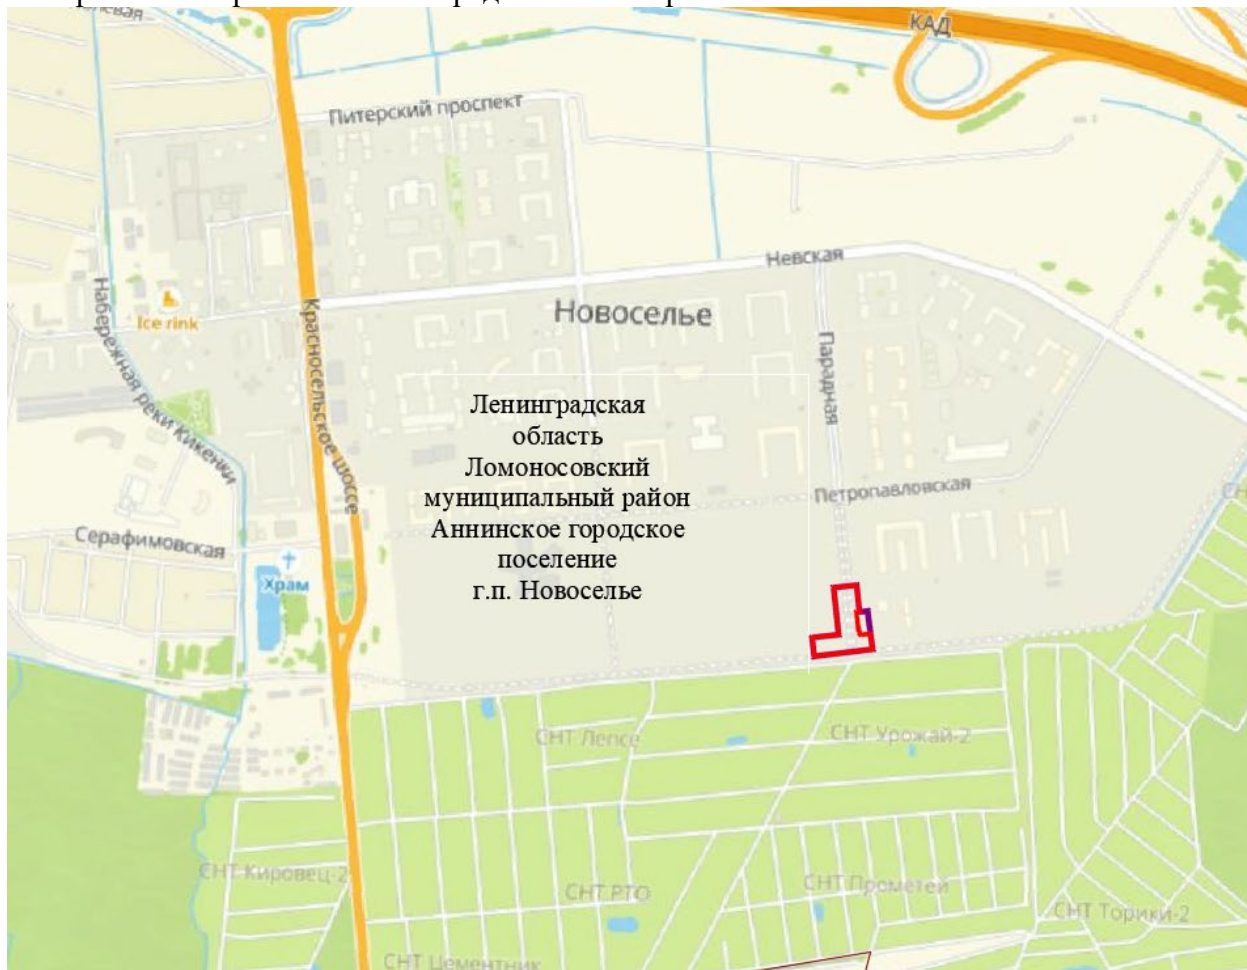 КАД
Питерский проспект
Невская
Ice rink
Новоселье
Набережная реки Кикенки
Красносельское шоссе
Парадная
Ленинградская
область
Ломоносовский
муниципальный район
Аннинское городское
поселение
г.п. Новоселье
Петропавловская
Серафимовская
Храм
СНТ Лепсе
СНТ Урожай-2
СНТ Кировец-2
СНТ РТО
СНТ Прометей
СНТ Торики-2
СНТ Цементник